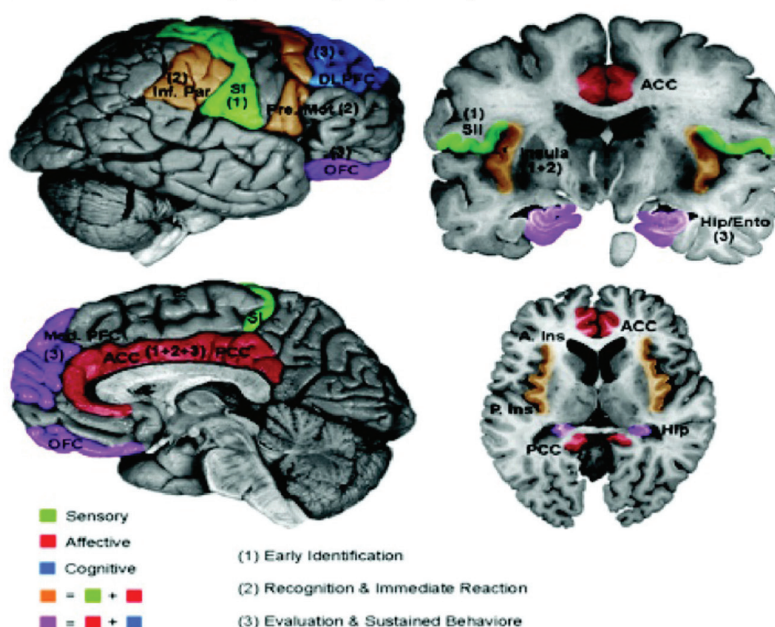 (3)
DLPFC
(2)
Inf. Par
SI
(1)
Pre. Mot (2)
(3)
OFC
ACC
(1)
SII
Insula
(1+2)
Hip/Ento
(3)
SI
Med. PFC
(3)
ACC (1+2+3) PCC
OFC
A. Ins
ACC
P. Ins
Hip
PCC
Sensory
Affective
Cognitive
= +
= +
(1) Early Identification
(2) Recognition & Immediate Reaction
(3) Evaluation & Sustained Behaviore